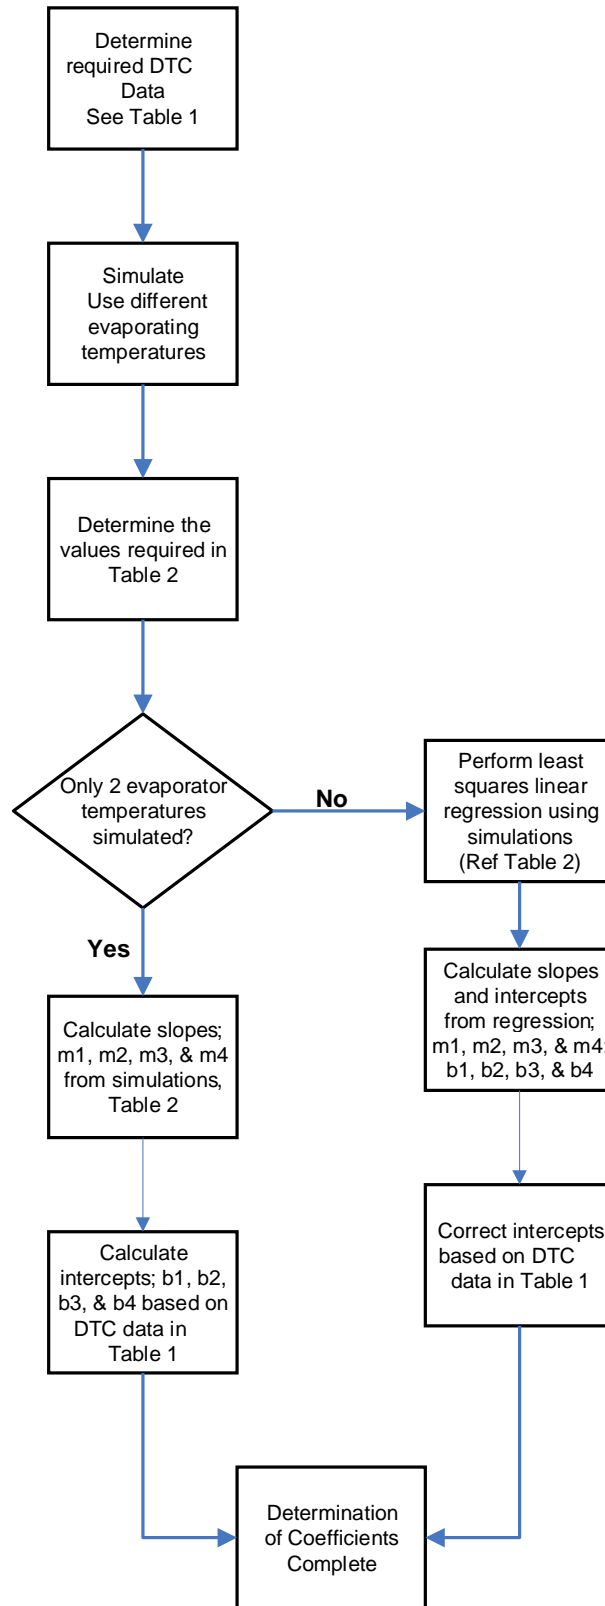 Determine
required DTC
Data
See Table 1
Simulate
Use different
evaporating
temperatures
Determine the
values required in
Table 2
Only 2 evaporator
temperatures
simulated?
No
Perform least
squares linear
regression using
simulations
(Ref Table 2)
Yes
Calculate slopes
and intercepts
from regression;
m1, m2, m3, & m4;
b1, b2, b3, & b4
Calculate slopes;
m1, m2, m3, & m4
from simulations,
Table 2
Correct intercepts
based on DTC
data in Table 1
Calculate
intercepts; b1, b2,
b3, & b4 based on
DTC data in
Table 1
Determination
of Coefficients
Complete